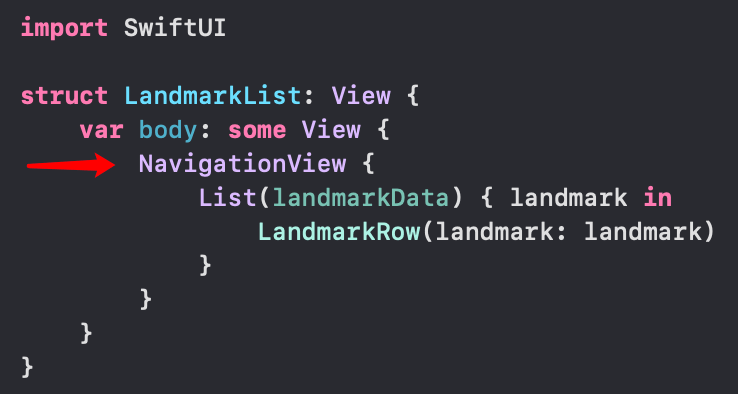 import SwiftUI

struct LandmarkList: View {
    var body: some View {
        NavigationView {
            List(landmarkData) { landmark in
                LandmarkRow(landmark: landmark)
            }
        }
    }
}